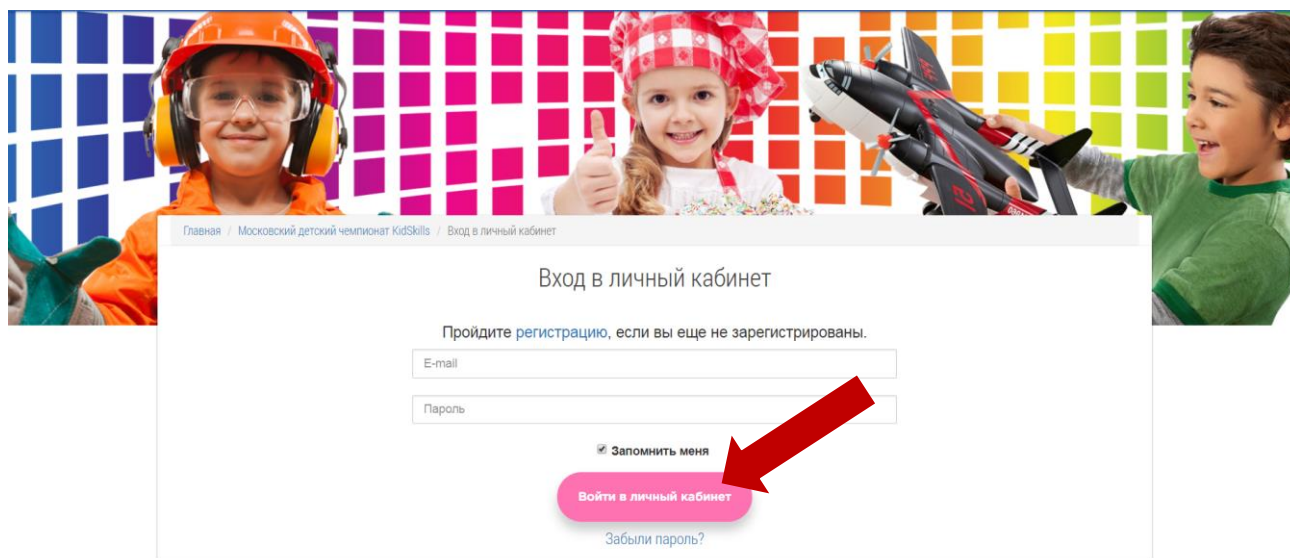 Главная / Московский детский чемпионат KidSkills / Вход в личный кабинет
Вход в личный кабинет
Пройдите регистрацию, если вы еще не зарегистрированы.
E-mail
Пароль
Запомнить меня
Войти в личный кабинет
Забыли пароль?